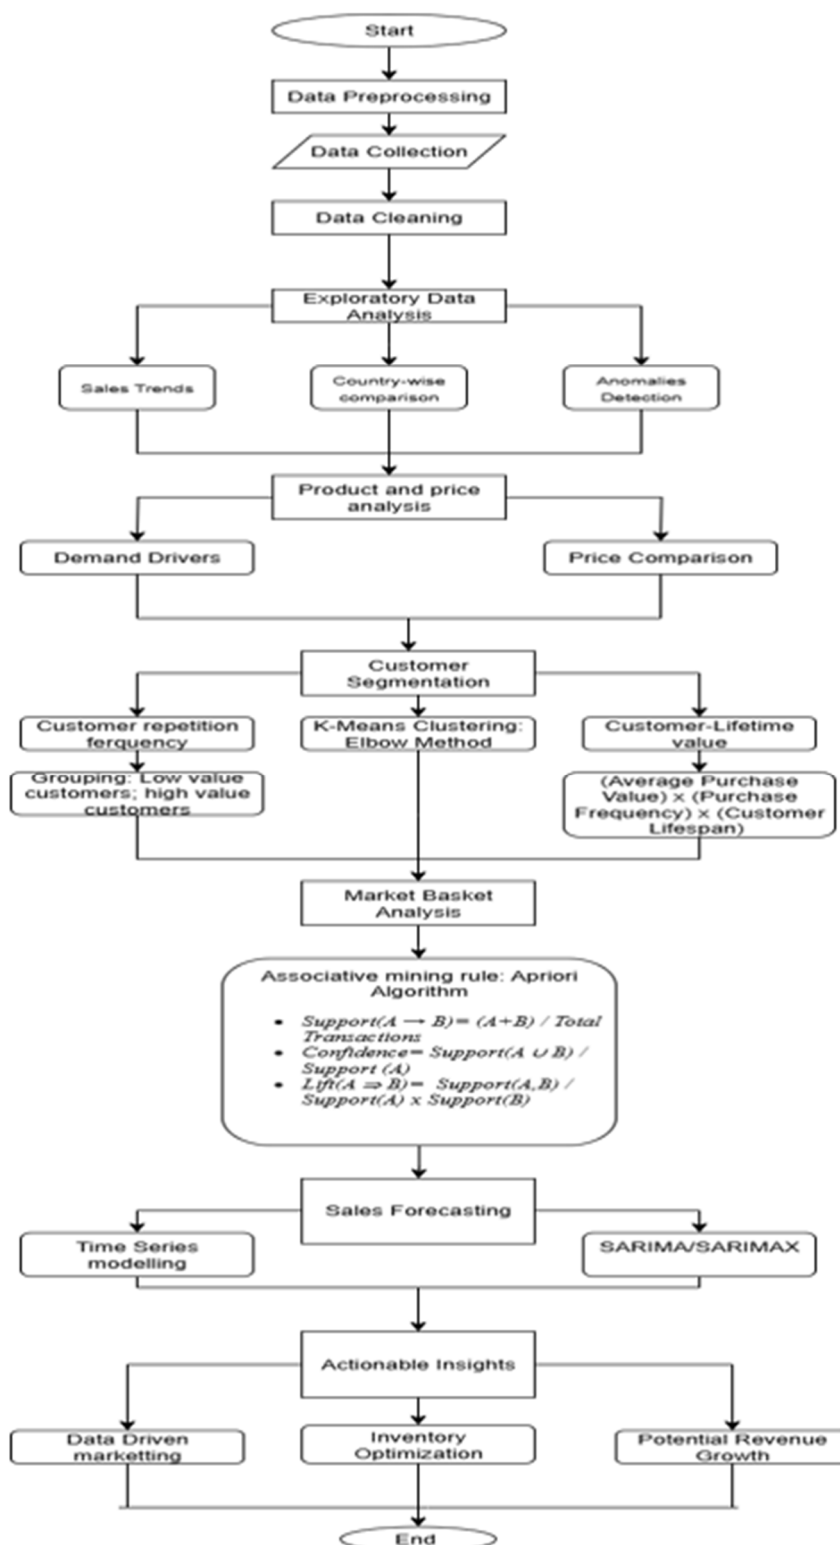 Start
Data Preprocessing
Data Collection
Data Cleaning
Exploratory Data
Analysis
Sales Trends
Country-wise
comparison
Anomalies
Detection
Product and price
analysis
Demand Drivers
Price Comparison
Customer
Segmentation
Customer repetition
ferquency
K-Means Clustering:
Elbow Method
Customer-Lifetime
value
Grouping: Low value
customers; high value
customers
(Average Purchase
Value) x (Purchase
Frequency) x (Customer
Lifespan)
Market Basket
Analysis
Associative mining rule: Apriori
Algorithm
• Support(A → B)= (A+B) / Total
Transactions
• Confidence= Support(A ∪ B) /
Support (A)
• Lift(A ⇒ B)= Support(A,B) /
Support(A) x Support(B)
Sales Forecasting
Time Series
modelling
SARIMA/SARIMAX
Actionable Insights
Data Driven
marketting
Inventory
Optimization
Potential Revenue
Growth
End